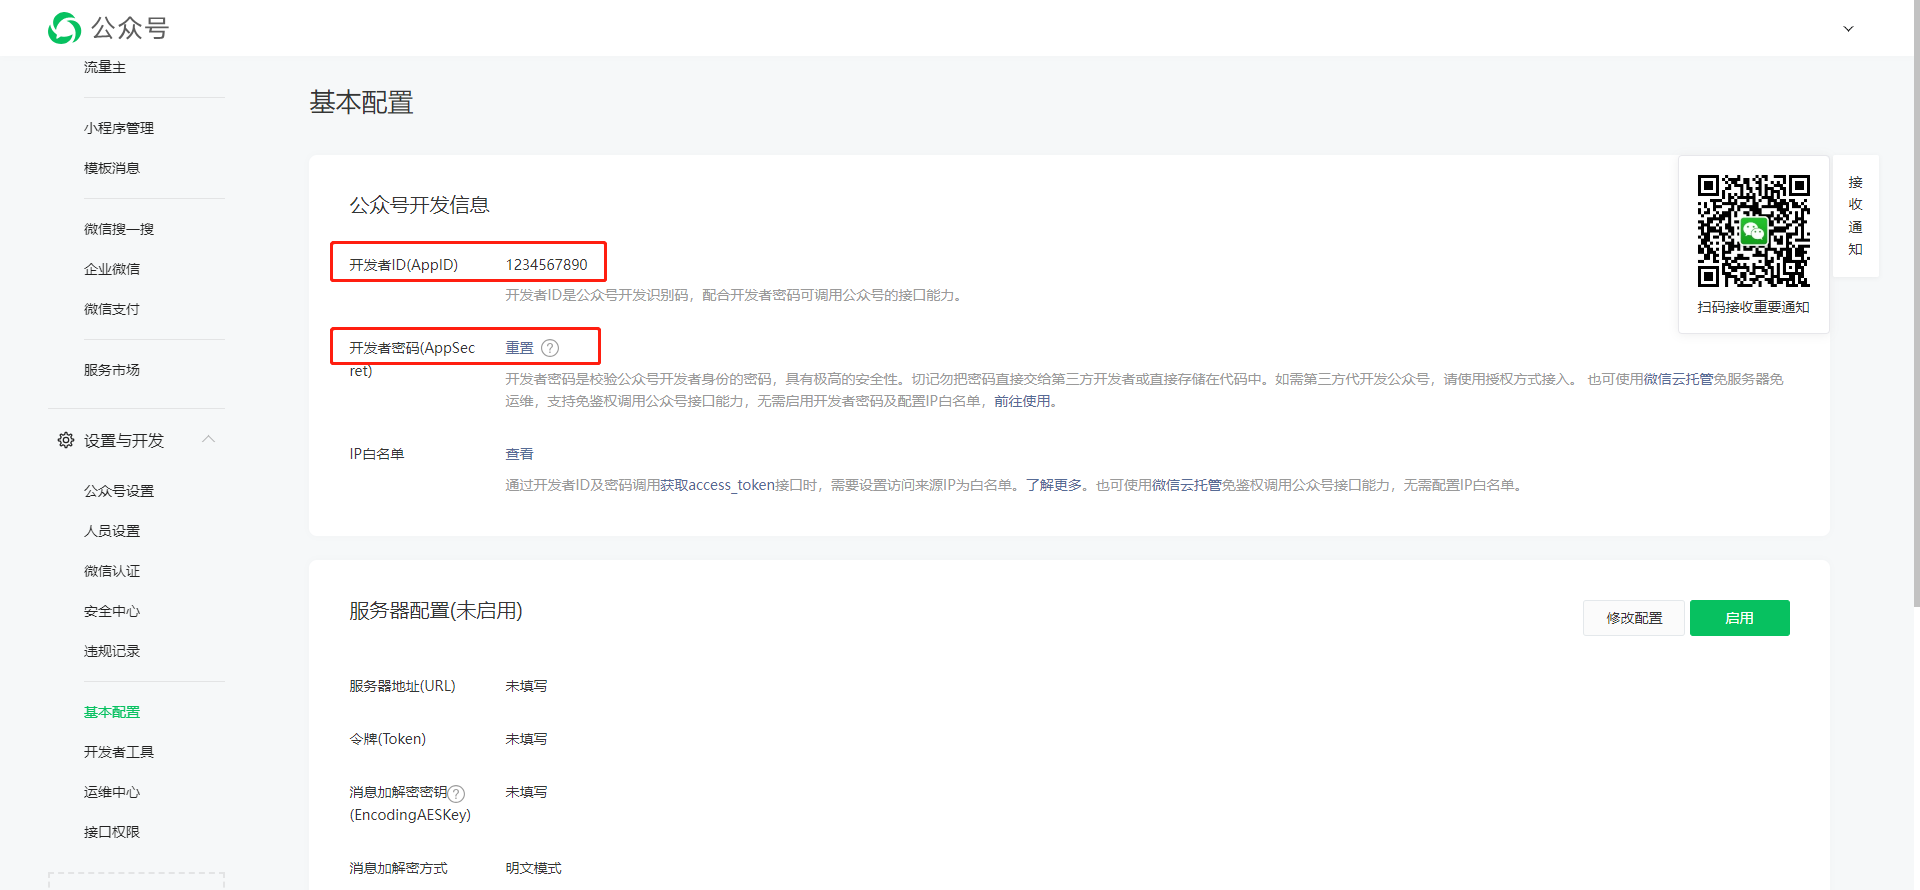 公众号
流量主
小程序管理
模板消息
微信搜一搜
企业微信
微信支付
服务市场
设置与开发
公众号设置
人员设置
微信认证
安全中心
违规记录
基本配置
开发者工具
运维中心
接口权限
基本配置
公众号开发信息
开发者ID(AppID) 1234567890
开发者ID是公众号开发识别码，配合开发者密码可调用公众号的接口能力。
开发者密码(AppSec 重置 ?
ret)
开发者密码是校验公众号开发者身份的密码，具有极高的安全性。切记勿把密码直接交给第三方开发者或直接存储在代码中。如需第三方代开发公众号，请使用授权方式接入。 也可使用微信云托管免服务器免
运维，支持免鉴权调用公众号接口能力，无需启用开发者密码及配置IP白名单，前往使用。
IP白名单 查看
通过开发者ID及密码调用获取access_token接口时，需要设置访问来源IP为白名单。了解更多。也可使用微信云托管免鉴权调用公众号接口能力，无需配置IP白名单。
扫码接收重要通知
接
收
通
知
服务器配置(未启用)
修改配置 启用
服务器地址(URL) 未填写
令牌(Token) 未填写
消息加解密密钥 ? 未填写
(EncodingAESKey)
消息加解密方式 明文模式